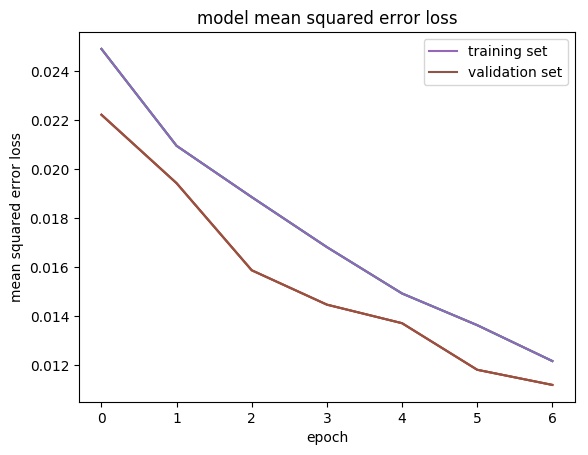 model mean squared error loss
training set
validation set
mean squared error loss
0.024
0.022
0.020
0.018
0.016
0.014
0.012
0 1 2 3 4 5 6
epoch